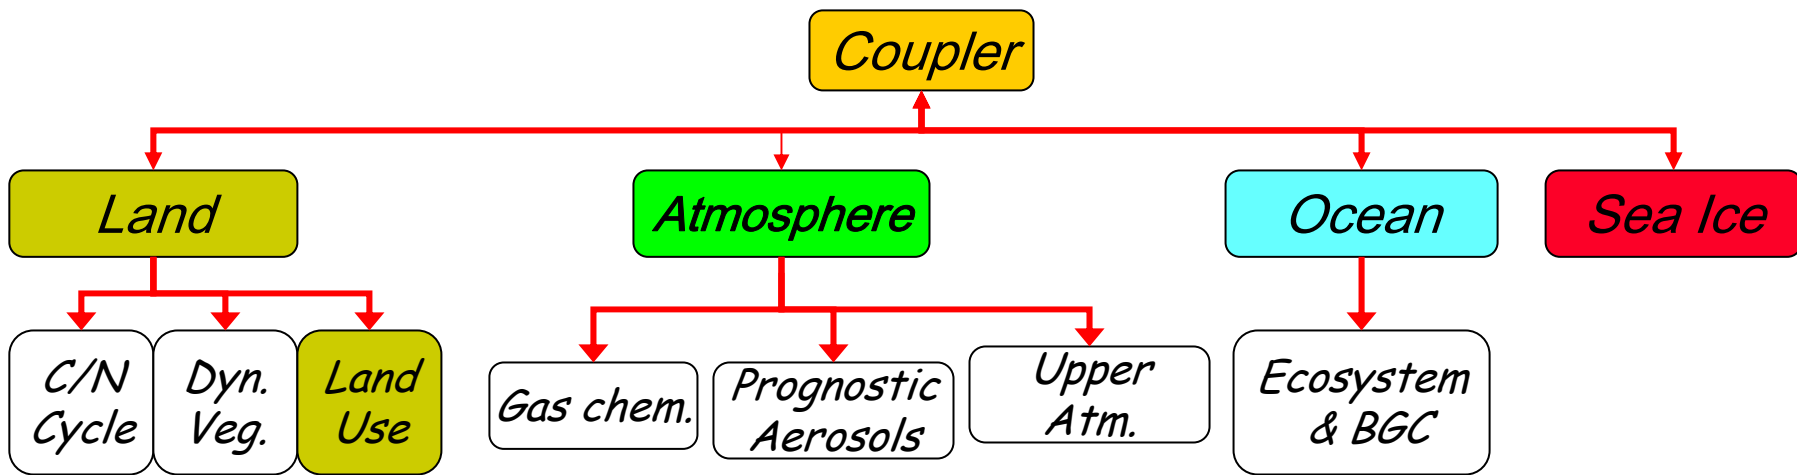 Coupler
Land
Atmosphere
Ocean
Sea Ice
C/N
Cycle
Dyn.
Veg.
Land
Use
Gas chem.
Prognostic
Aerosols
Upper
Atm.
Ecosystem
& BGC